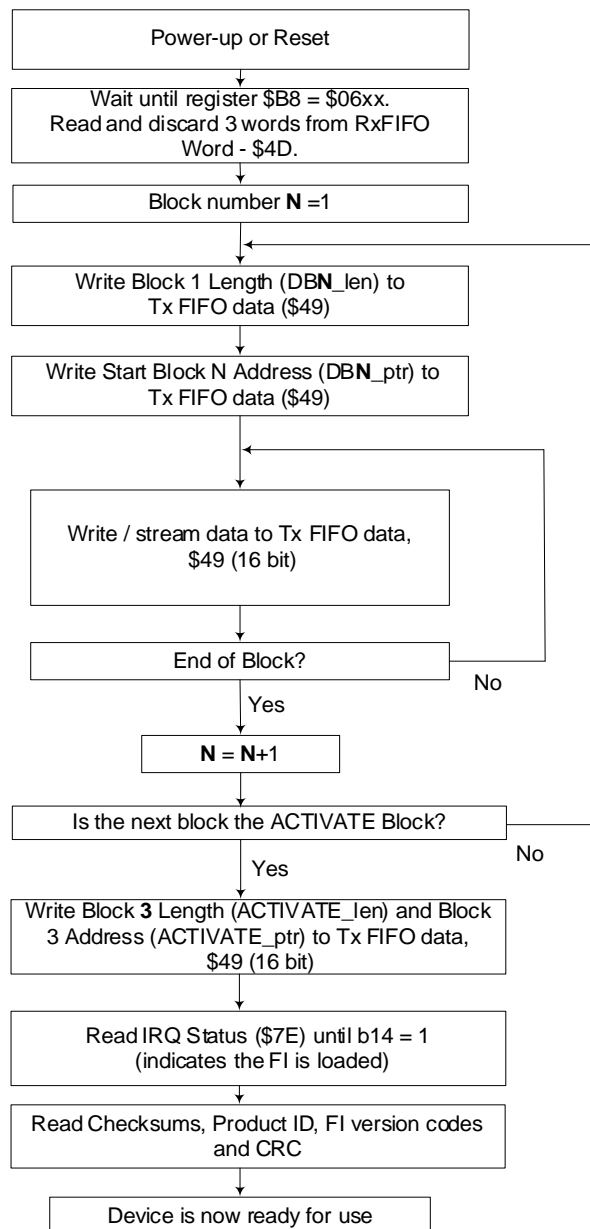 Power-up or Reset
Wait until register $B8 = $06xx.
Read and discard 3 words from RxFIFO
Word - $4D.
Block number N =1
Write Block 1 Length (DBN_len) to
Tx FIFO data ($49)
Write Start Block N Address (DBN_ptr) to
Tx FIFO data ($49)
Write / stream data to Tx FIFO data,
$49 (16 bit)
End of Block?
No
Yes
N = N+1
Is the next block the ACTIVATE Block?
No
Yes
Write Block 3 Length (ACTIVATE_len) and Block
3 Address (ACTIVATE_ptr) to Tx FIFO data,
$49 (16 bit)
Read IRQ Status ($7E) until b14 = 1
(indicates the FI is loaded)
Read Checksums, Product ID, FI version codes
and CRC
Device is now ready for use